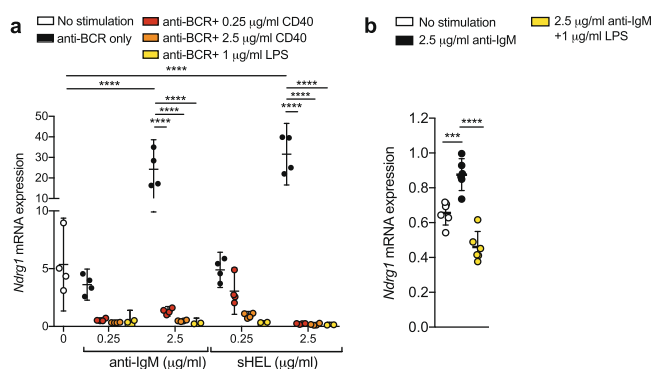 a
No stimulation
anti-BCR only
anti-BCR+ 0.25 µg/ml CD40
anti-BCR+ 2.5 µg/ml CD40
anti-BCR+ 1 µg/ml LPS
****
****
****
****
****
****
****
****
Ndrg1 mRNA expression
50
40
30
20
10
10
5
0
0
0.25
2.5
0.25
2.5
anti-IgM (µg/ml)
sHEL (µg/ml)
b
No stimulation
2.5 µg/ml anti-IgM
2.5 µg/ml anti-IgM
+1 µg/ml LPS
***
****
Ndrg1 mRNA expression
1.2
1.0
0.8
0.6
0.4
0.2
0.0